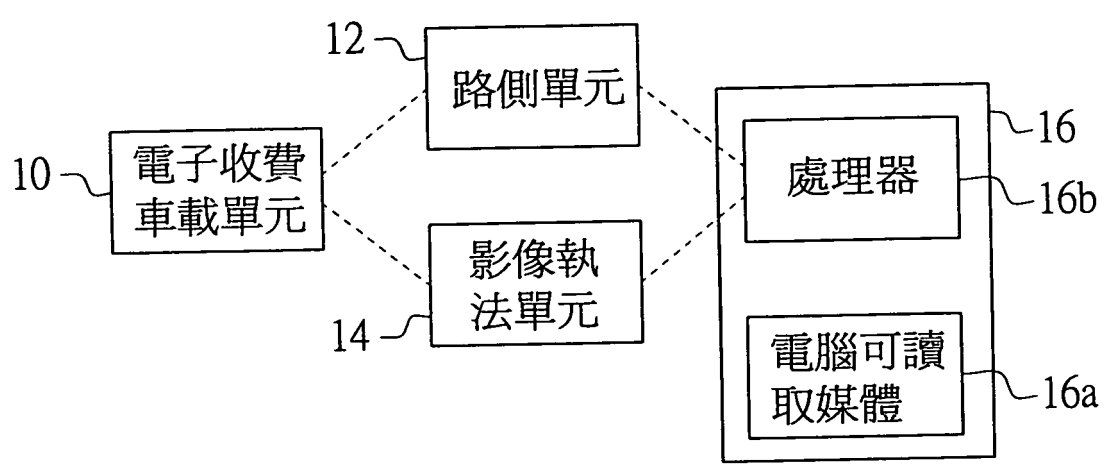 12
路側單元
16
10
電子收費
車載單元
處理器
16b
影像執
法單元
14
電腦可讀
取媒體
16a